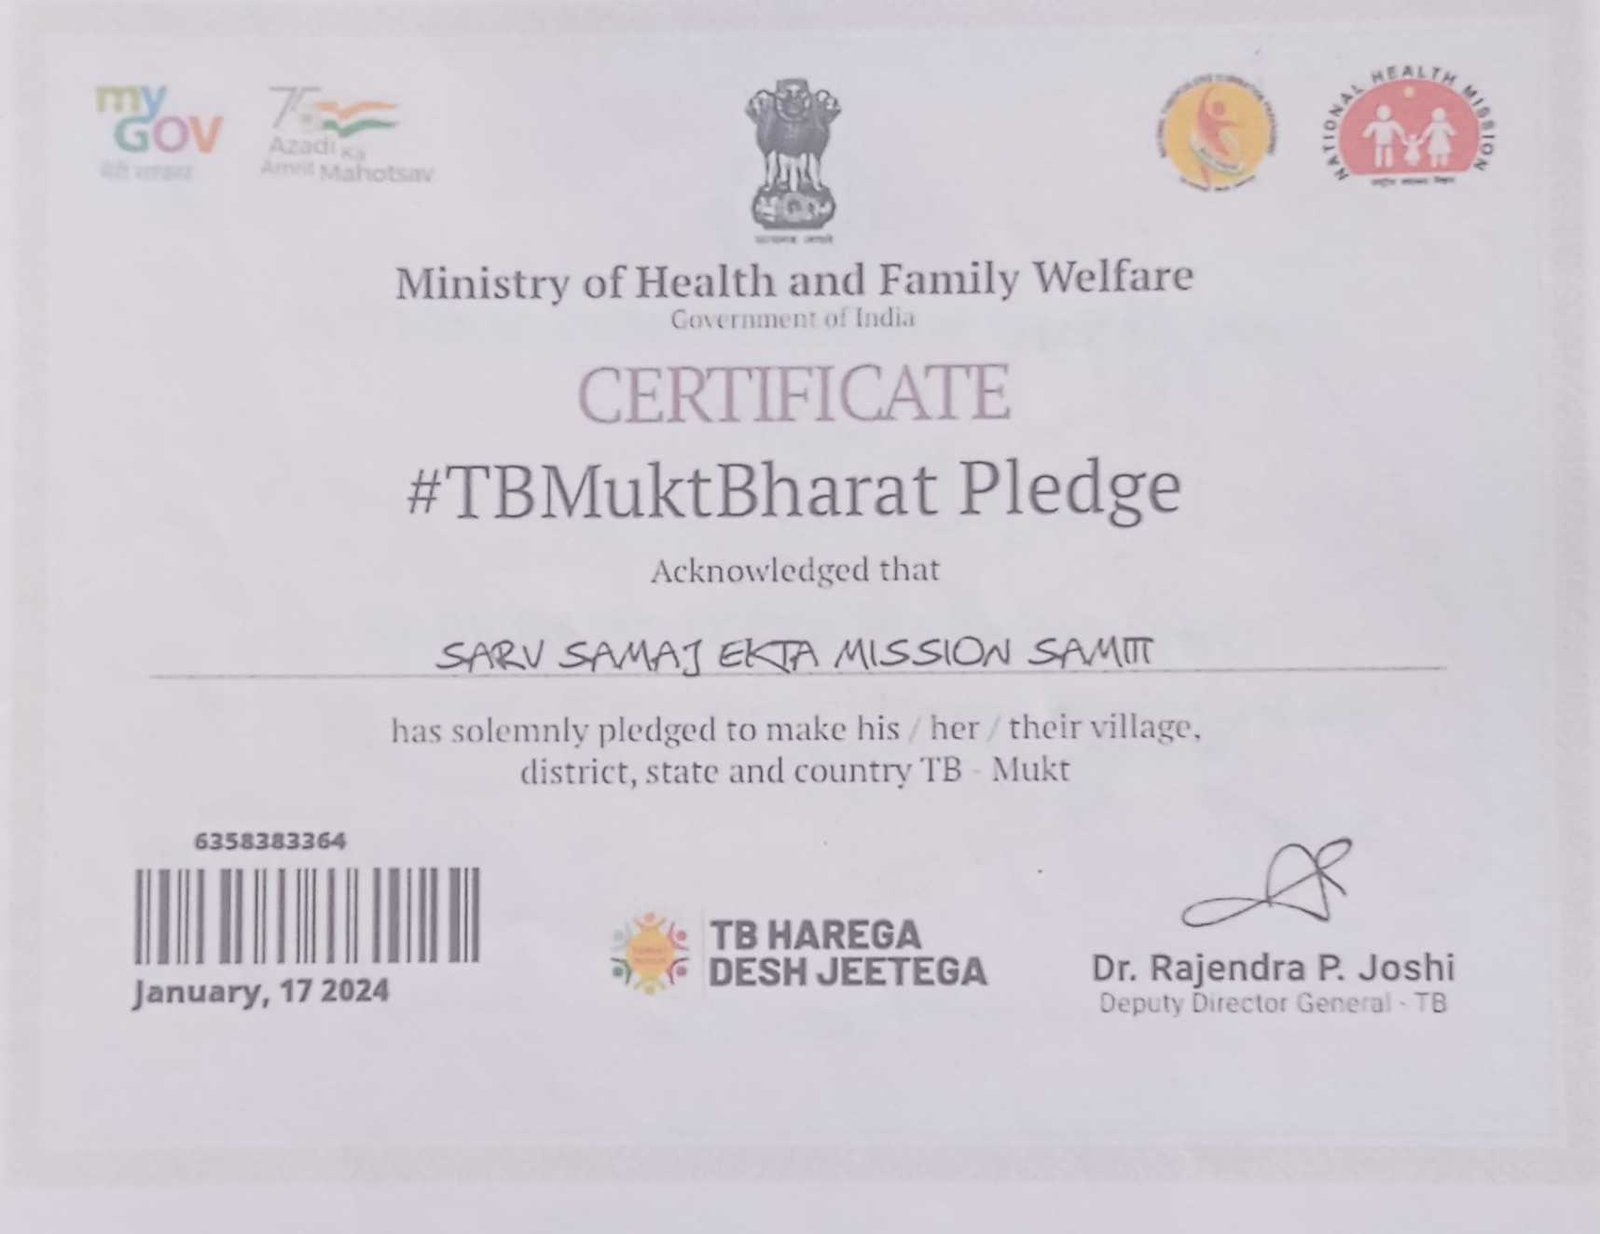 my
GOV
75
Azadi Ka
Amrit Mahotsav
NATIONAL HEALTH MISSION
Ministry of Health and Family Welfare
Government of India
CERTIFICATE
#TBMuktBharat Pledge
Acknowledged that
SARV SAMAJ EKTA MISSION SAMITI
has solemnly pledged to make his / her / their village,
district, state and country TB - Mukt
6358383364
January, 17 2024
TB HAREGA
DESH JEETEGA
Dr. Rajendra P. Joshi
Deputy Director General - TB